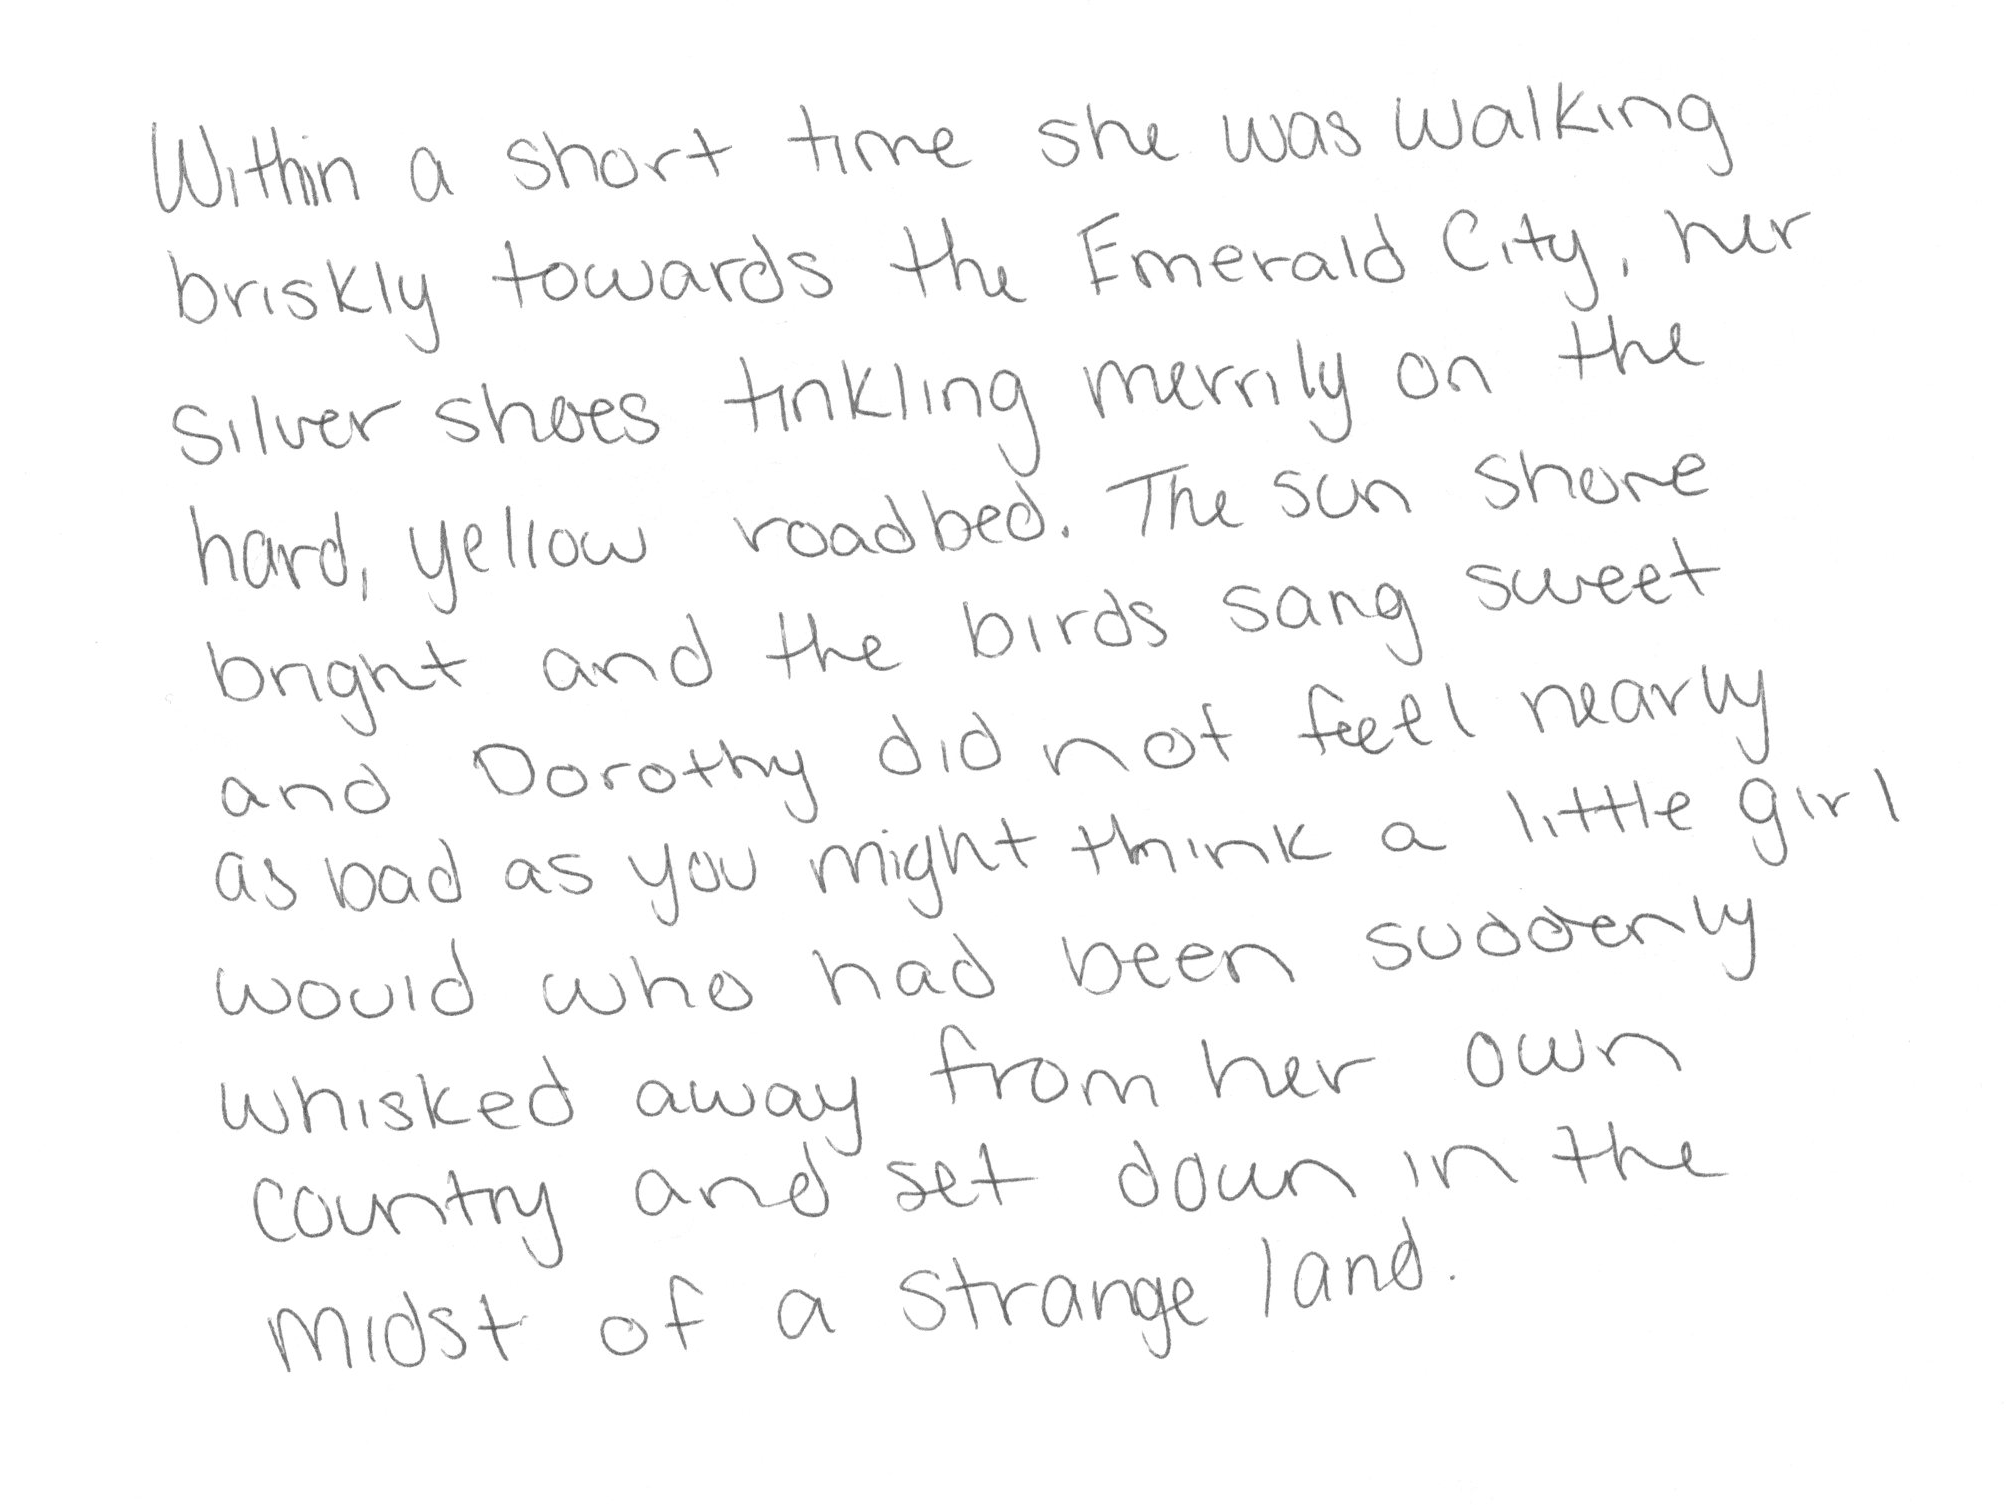 Within a short time she was walking
briskly towards the Emerald City, her
Silver shoes tinkling merrily on the
hard, yellow roadbed. The sun shone
bright and the birds sang sweet
and Dorothy did not feel nearly
as bad as you might think a little girl
would who had been suddenly
whisked away from her own
country and set down in the
midst of a strange land.